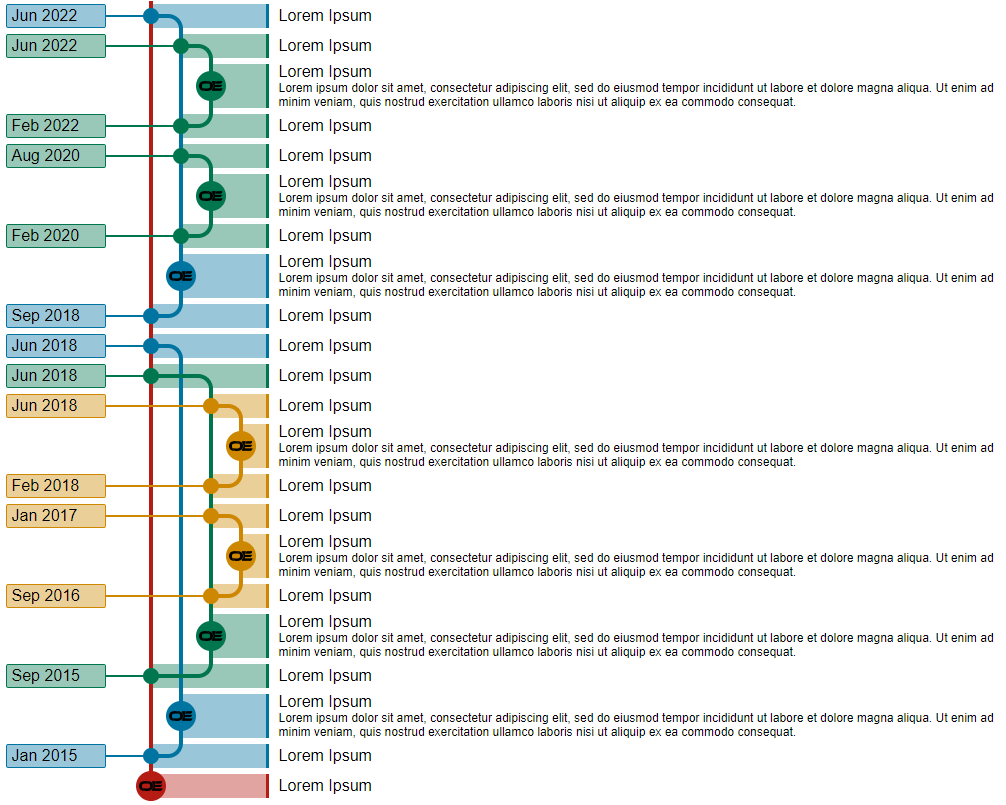 Jun 2022 Lorem Ipsum
Jun 2022 Lorem Ipsum
Lorem Ipsum
OE Lorem ipsum dolor sit amet, consectetur adipiscing elit, sed do eiusmod tempor incididunt ut labore et dolore magna aliqua. Ut enim ad
minim veniam, quis nostrud exercitation ullamco laboris nisi ut aliquip ex ea commodo consequat.
Feb 2022 Lorem Ipsum
Aug 2020 Lorem Ipsum
Lorem Ipsum
OE Lorem ipsum dolor sit amet, consectetur adipiscing elit, sed do eiusmod tempor incididunt ut labore et dolore magna aliqua. Ut enim ad
minim veniam, quis nostrud exercitation ullamco laboris nisi ut aliquip ex ea commodo consequat.
Feb 2020 Lorem Ipsum
Lorem Ipsum
OE Lorem ipsum dolor sit amet, consectetur adipiscing elit, sed do eiusmod tempor incididunt ut labore et dolore magna aliqua. Ut enim ad
minim veniam, quis nostrud exercitation ullamco laboris nisi ut aliquip ex ea commodo consequat.
Sep 2018 Lorem Ipsum
Jun 2018 Lorem Ipsum
Jun 2018 Lorem Ipsum
Jun 2018 Lorem Ipsum
Lorem Ipsum
OE Lorem ipsum dolor sit amet, consectetur adipiscing elit, sed do eiusmod tempor incididunt ut labore et dolore magna aliqua. Ut enim ad
minim veniam, quis nostrud exercitation ullamco laboris nisi ut aliquip ex ea commodo consequat.
Feb 2018 Lorem Ipsum
Jan 2017 Lorem Ipsum
Lorem Ipsum
OE Lorem ipsum dolor sit amet, consectetur adipiscing elit, sed do eiusmod tempor incididunt ut labore et dolore magna aliqua. Ut enim ad
minim veniam, quis nostrud exercitation ullamco laboris nisi ut aliquip ex ea commodo consequat.
Sep 2016 Lorem Ipsum
Lorem Ipsum
OE Lorem ipsum dolor sit amet, consectetur adipiscing elit, sed do eiusmod tempor incididunt ut labore et dolore magna aliqua. Ut enim ad
minim veniam, quis nostrud exercitation ullamco laboris nisi ut aliquip ex ea commodo consequat.
Sep 2015 Lorem Ipsum
Lorem Ipsum
OE Lorem ipsum dolor sit amet, consectetur adipiscing elit, sed do eiusmod tempor incididunt ut labore et dolore magna aliqua. Ut enim ad
minim veniam, quis nostrud exercitation ullamco laboris nisi ut aliquip ex ea commodo consequat.
Jan 2015 Lorem Ipsum
OE Lorem Ipsum